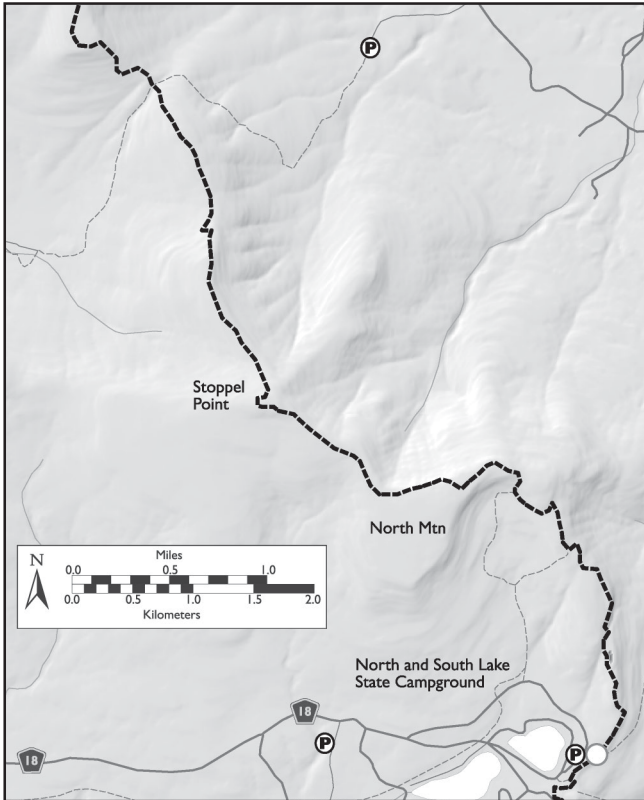 P
Stoppel
Point
North Mtn
N
Miles
0.0 0.5 1.0
0.0 0.5 1.0 1.5 2.0
Kilometers
North and South Lake
State Campground
18
P
P
18